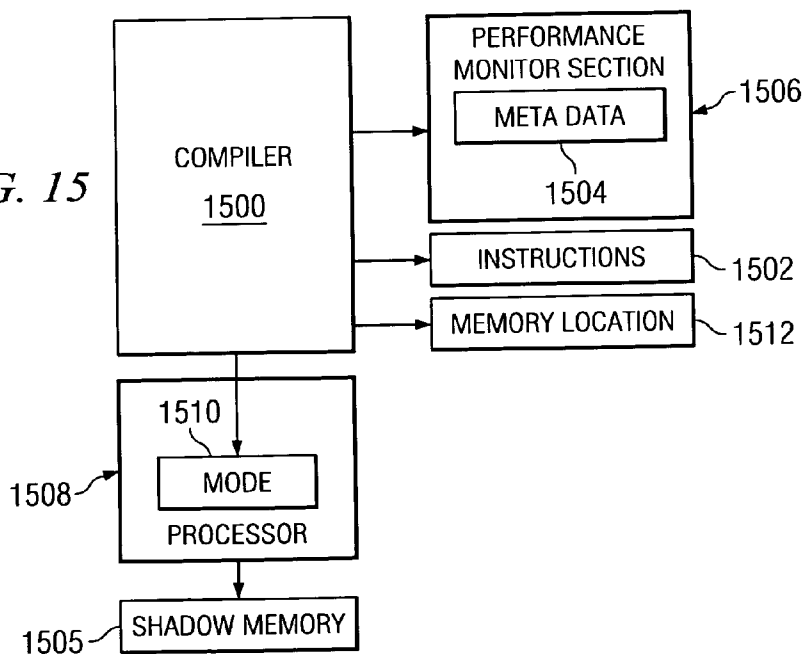 PERFORMANCE
MONITOR SECTION
META DATA
1504
1506
G. 15
COMPILER
1500
INSTRUCTIONS
1502
MEMORY LOCATION
1512
1510
MODE
PROCESSOR
1508
SHADOW MEMORY
1505